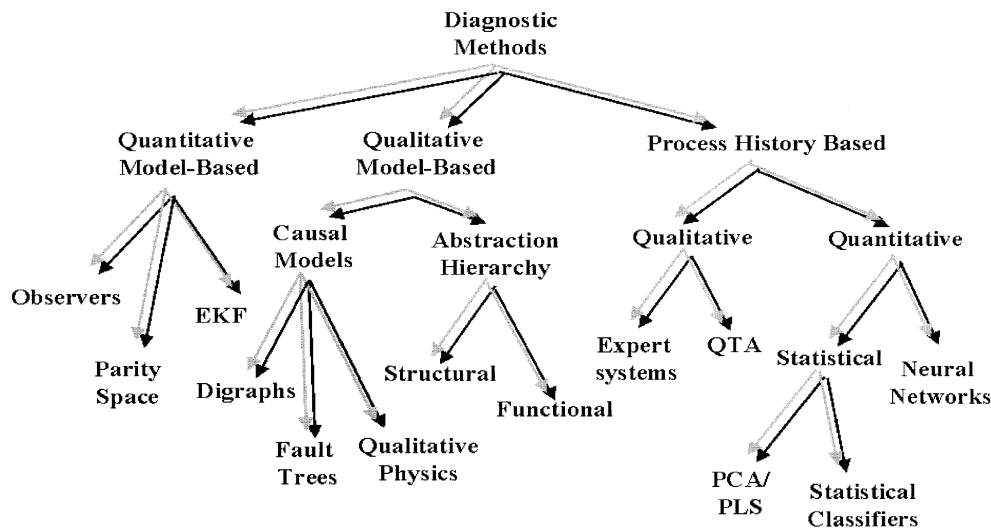 Diagnostic
Methods
Quantitative
Model-Based
Qualitative
Model-Based
Process History Based
Causal
Models
Abstraction
Hierarchy
Qualitative
Quantitative
Observers
EKF
Parity
Space
Digraphs
Fault
Trees
Qualitative
Physics
Structural
Functional
Expert
systems
QTA
Statistical
Neural
Networks
PCA/
PLS
Statistical
Classifiers